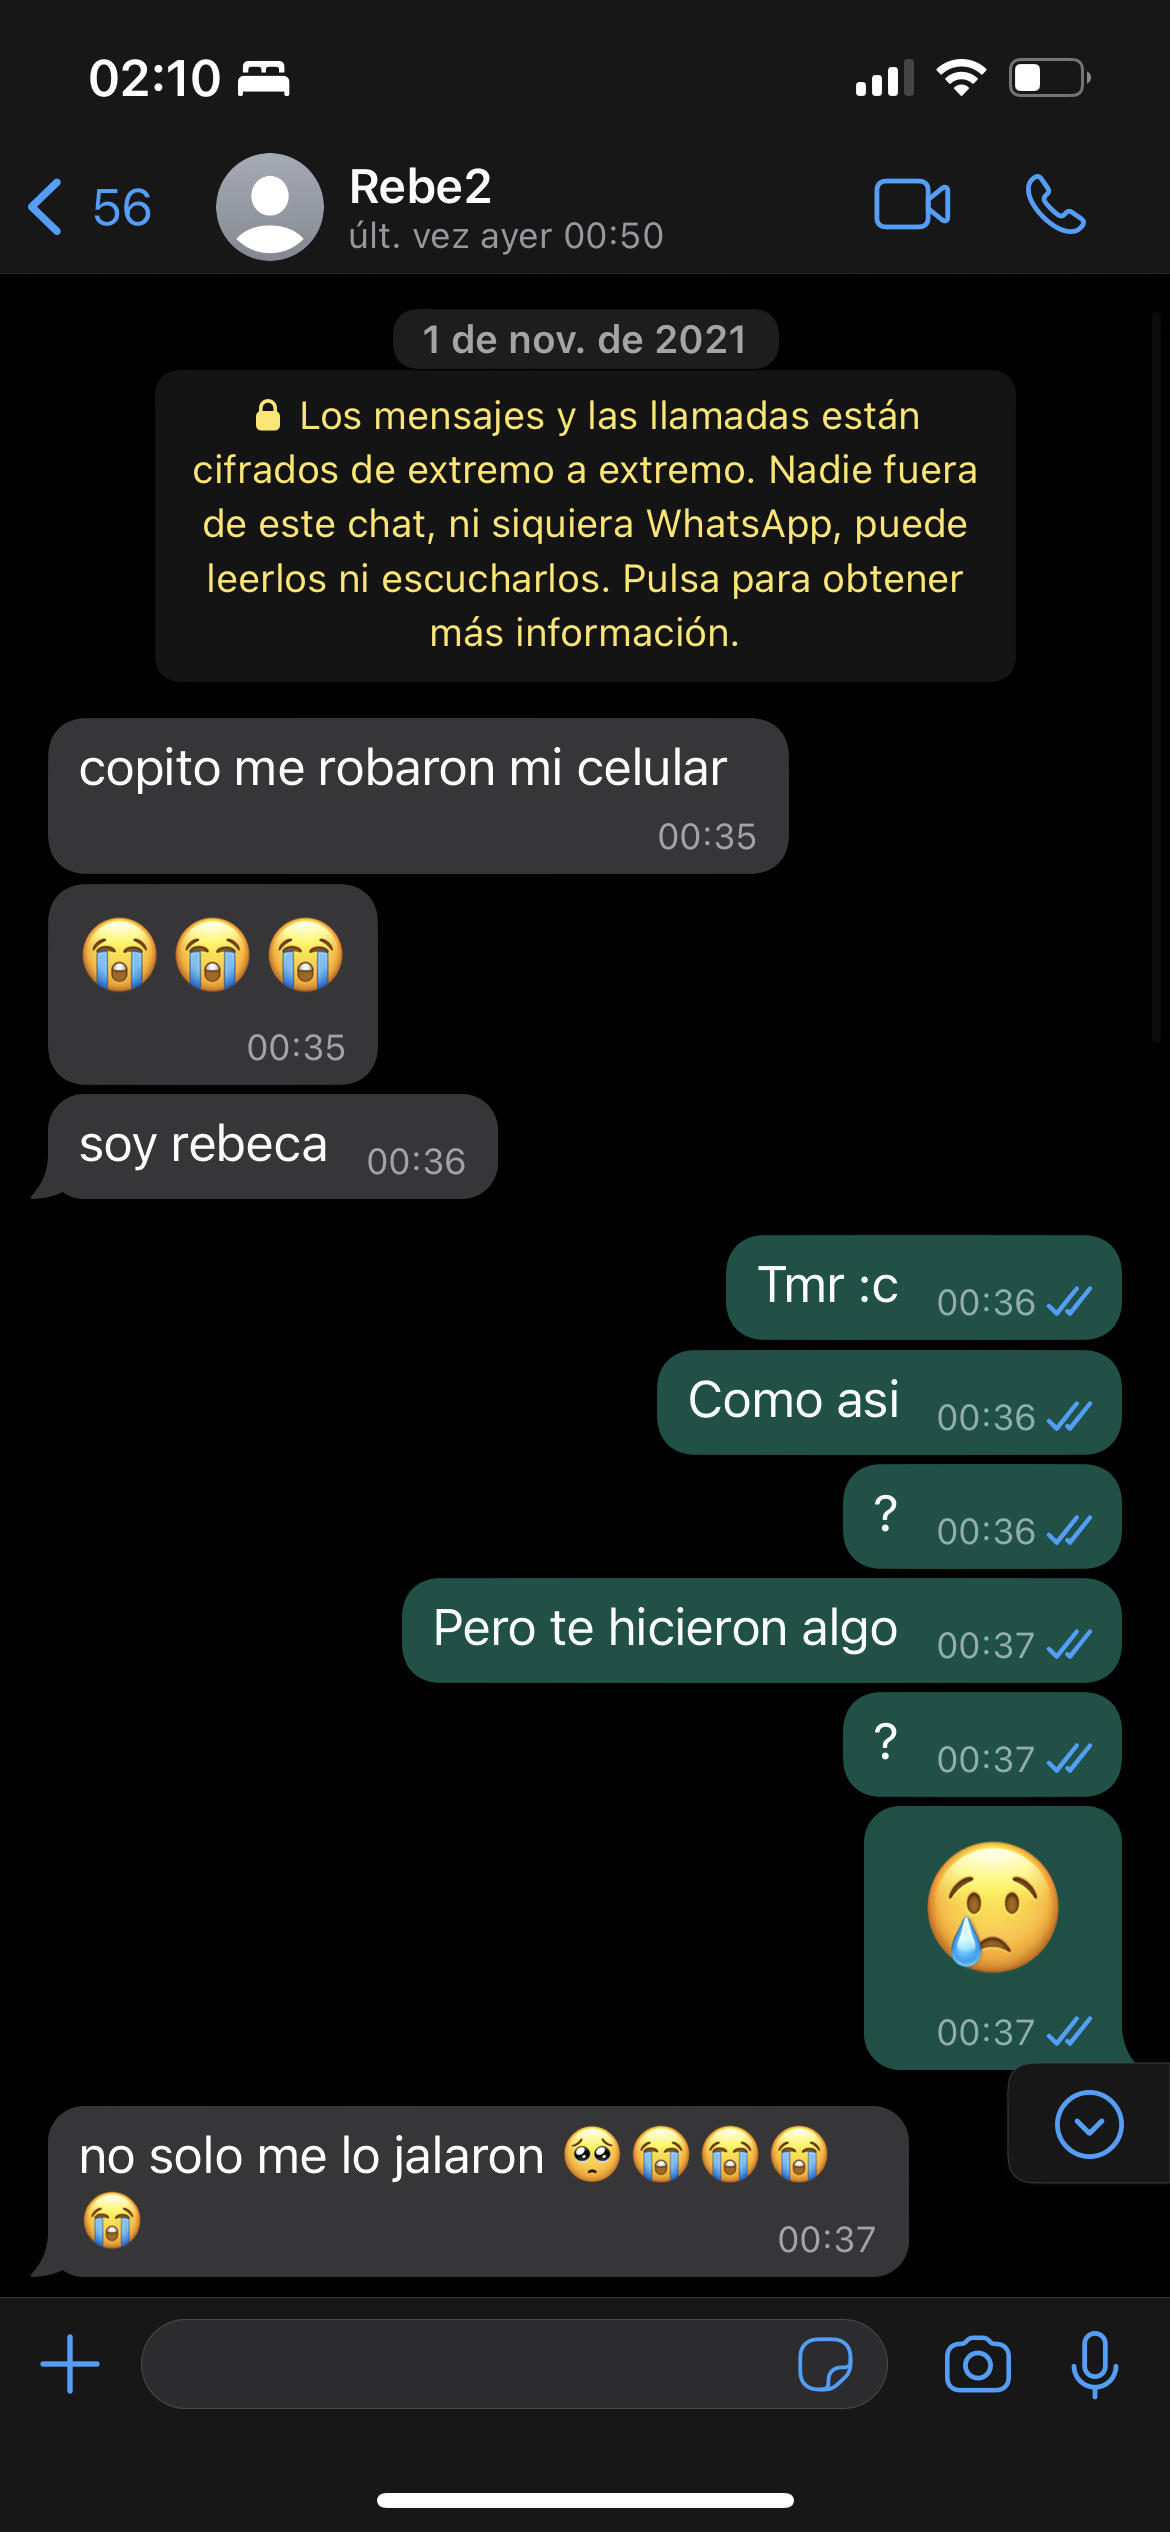 02:10
56
Rebe2
últ. vez ayer 00:50
1 de nov. de 2021
Los mensajes y las llamadas están
cifrados de extremo a extremo. Nadie fuera
de este chat, ni siquiera WhatsApp, puede
leerlos ni escucharlos. Pulsa para obtener
más información.
copito me robaron mi celular
00:35
😭😭😭
00:35
soy rebeca 00:36
Tmr :c 00:36
Como asi 00:36
? 00:36
Pero te hicieron algo 00:37
? 00:37
😢
00:37
no solo me lo jalaron 🥺😭😭😭
😭
00:37